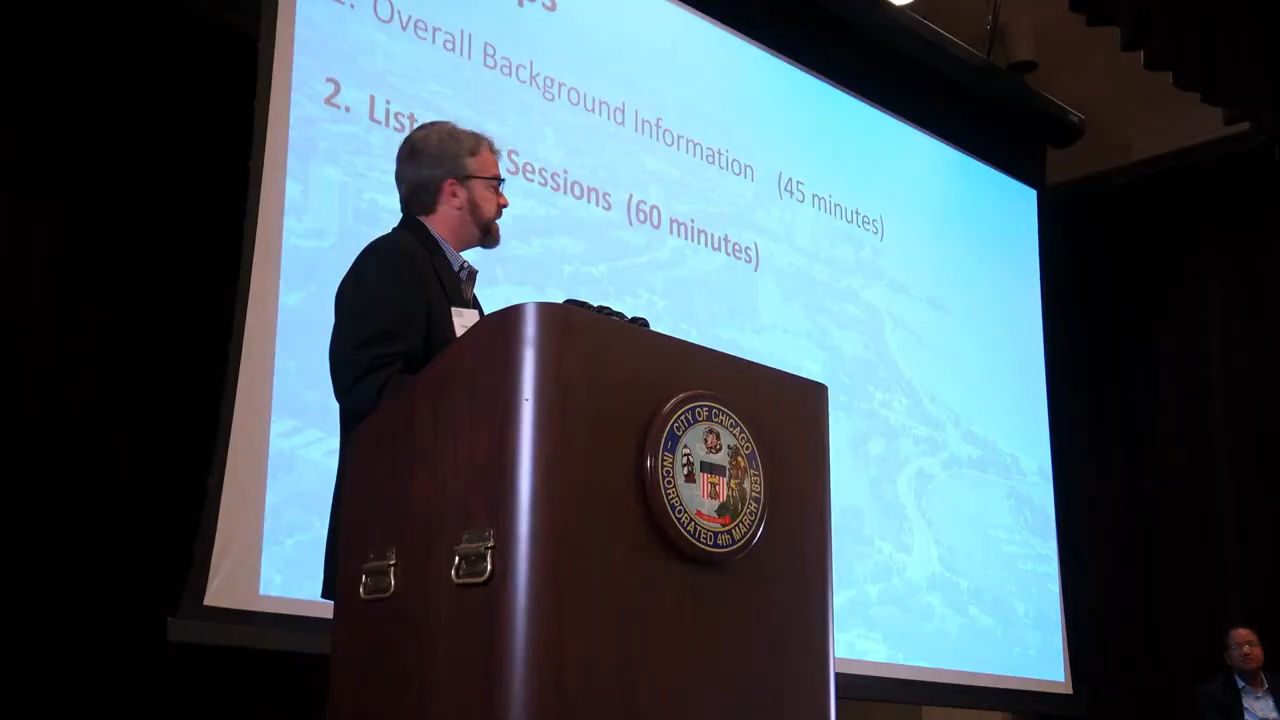 Overall Background Information (45 minutes)
2. List Sessions (60 minutes)
CITY OF CHICAGO
INCORPORATED 4th MARCH 1837